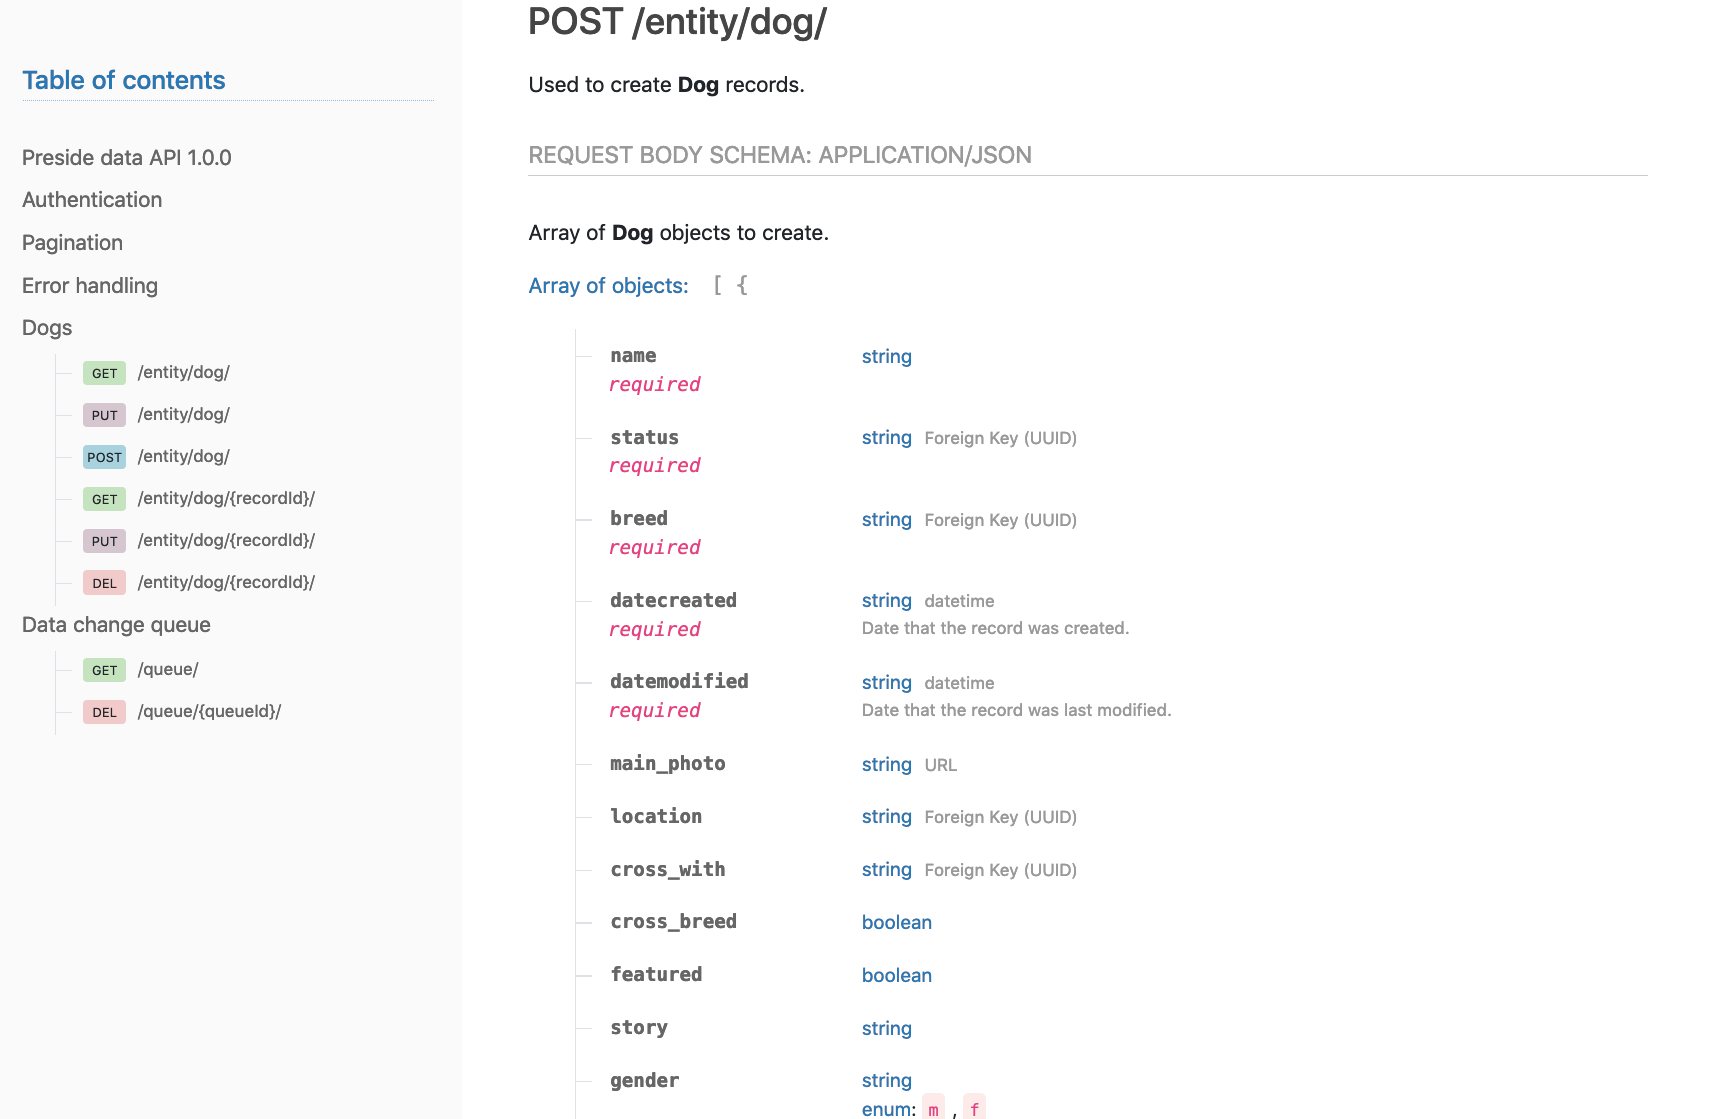 Table of contents
Preside data API 1.0.0
Authentication
Pagination
Error handling
Dogs
GET /entity/dog/
PUT /entity/dog/
POST /entity/dog/
GET /entity/dog/{recordId}/
PUT /entity/dog/{recordId}/
DEL /entity/dog/{recordId}/
Data change queue
GET /queue/
DEL /queue/{queueId}/
POST /entity/dog/
Used to create Dog records.
REQUEST BODY SCHEMA: APPLICATION/JSON
Array of Dog objects to create.
Array of objects: [ {
name string
required
status string Foreign Key (UUID)
required
breed string Foreign Key (UUID)
required
datecreated string datetime
required Date that the record was created.
datemodified string datetime
required Date that the record was last modified.
main_photo string URL
location string Foreign Key (UUID)
cross_with string Foreign Key (UUID)
cross_breed boolean
featured boolean
story string
gender string
enum: m , f